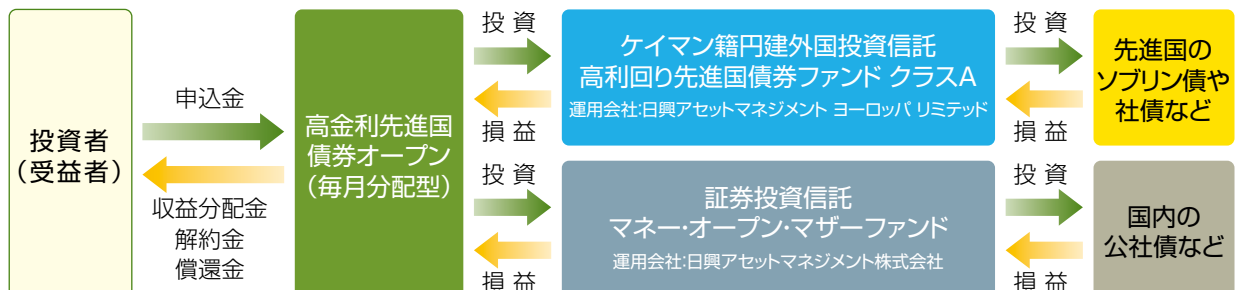 投資者
（受益者）
申込金
収益分配金
解約金
償還金
高金利先進国
債券オープン
（毎月分配型）
投 資
損 益
ケイマン籍円建外国投資信託
高利回り先進国債券ファンド クラスA
運用会社:日興アセットマネジメント ヨーロッパ リミテッド
投 資
損 益
先進国の
ソブリン債や
社債など
投 資
損 益
証券投資信託
マネー・オープン・マザーファンド
運用会社:日興アセットマネジメント株式会社
投 資
損 益
国内の
公社債など